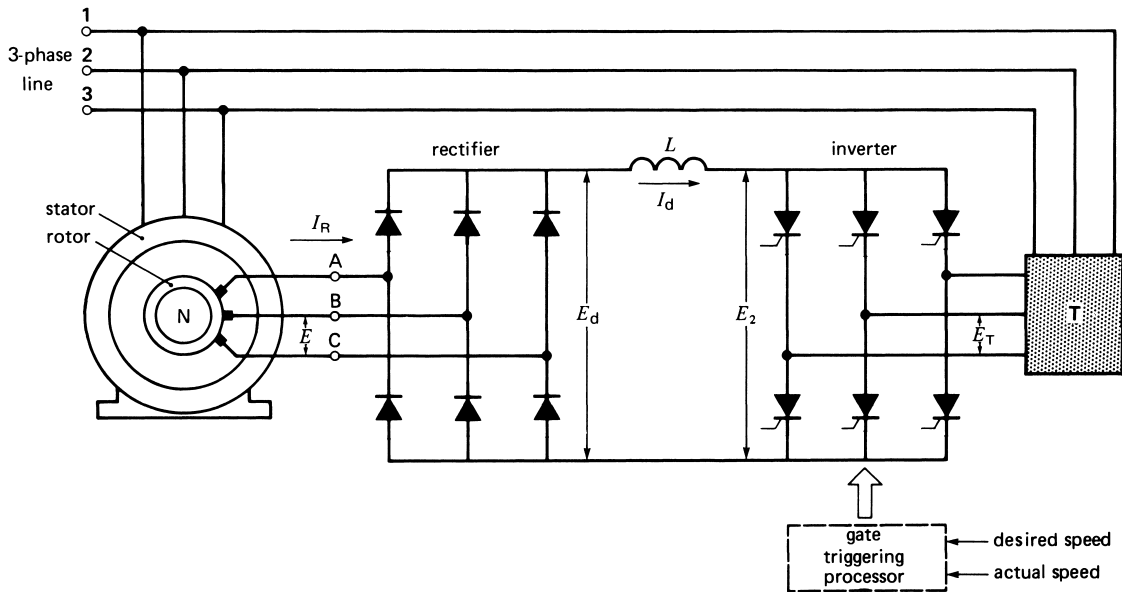 1
3-phase
line
2
3
rectifier
L
inverter
I_d
stator
rotor
I_R
A
N
B
E
C
E_d
E_2
E_T
T
gate
triggering
processor
desired speed
actual speed